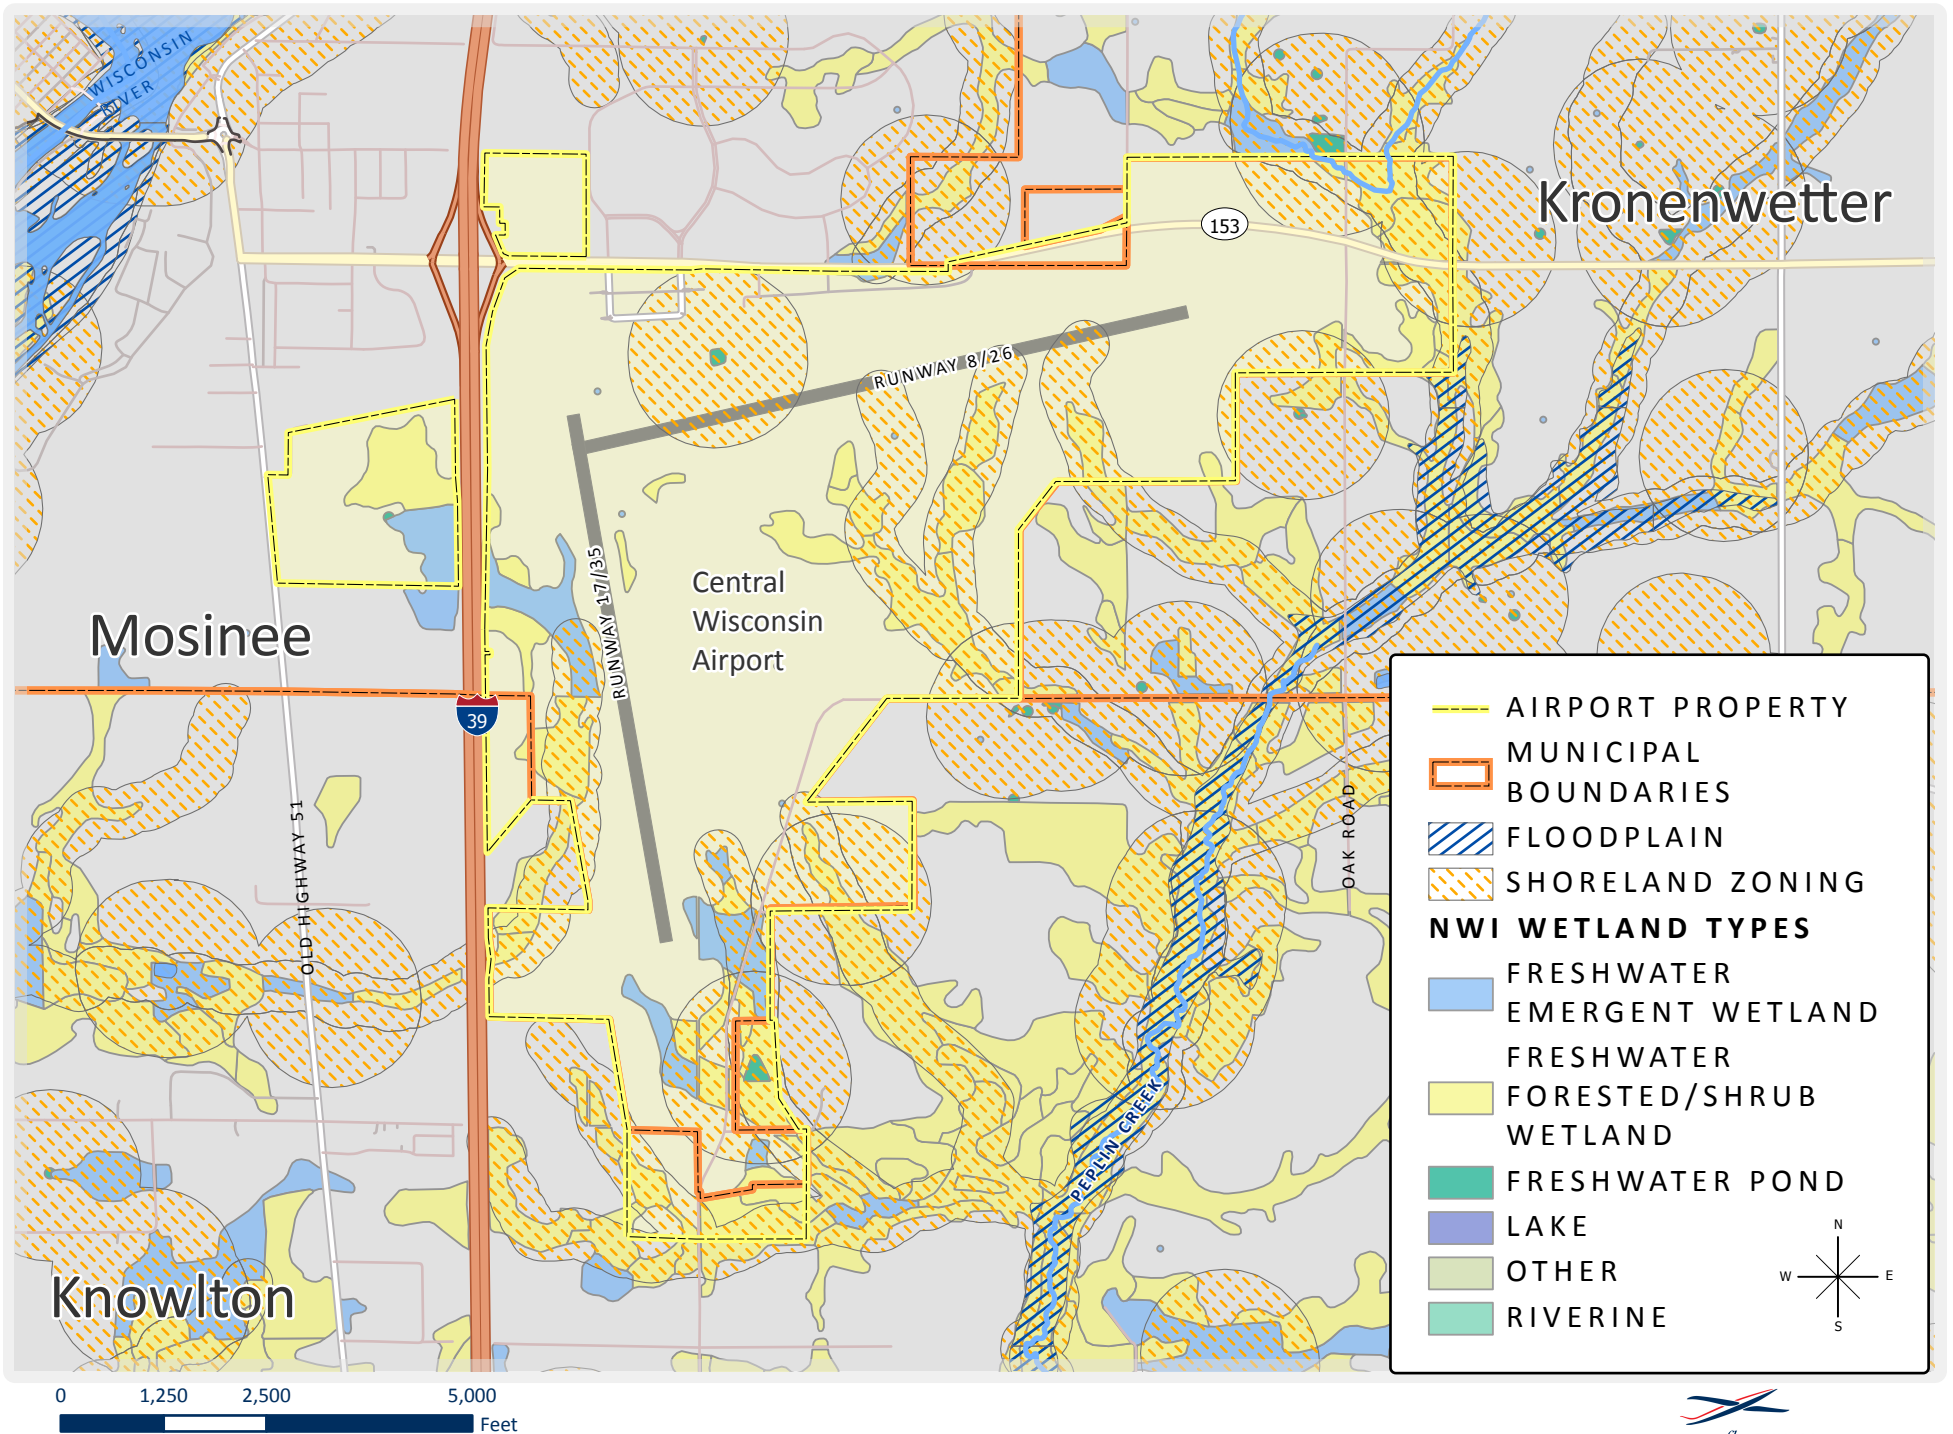 WISCONSIN
RIVER
153
Kronenwetter
RUNWAY 8/26
RUNWAY 17/35
Central
Wisconsin
Airport
Mosinee
39
OLD HIGHWAY 51
OAK ROAD
PEPLIN CREEK
Knowlton
AIRPORT PROPERTY
MUNICIPAL
BOUNDARIES
FLOODPLAIN
SHORELAND ZONING
NWI WETLAND TYPES
FRESHWATER
EMERGENT WETLAND
FRESHWATER
FORESTED/SHRUB
WETLAND
FRESHWATER POND
LAKE
OTHER
RIVERINE
N
W E
S
0 1,250 2,500 5,000
Feet